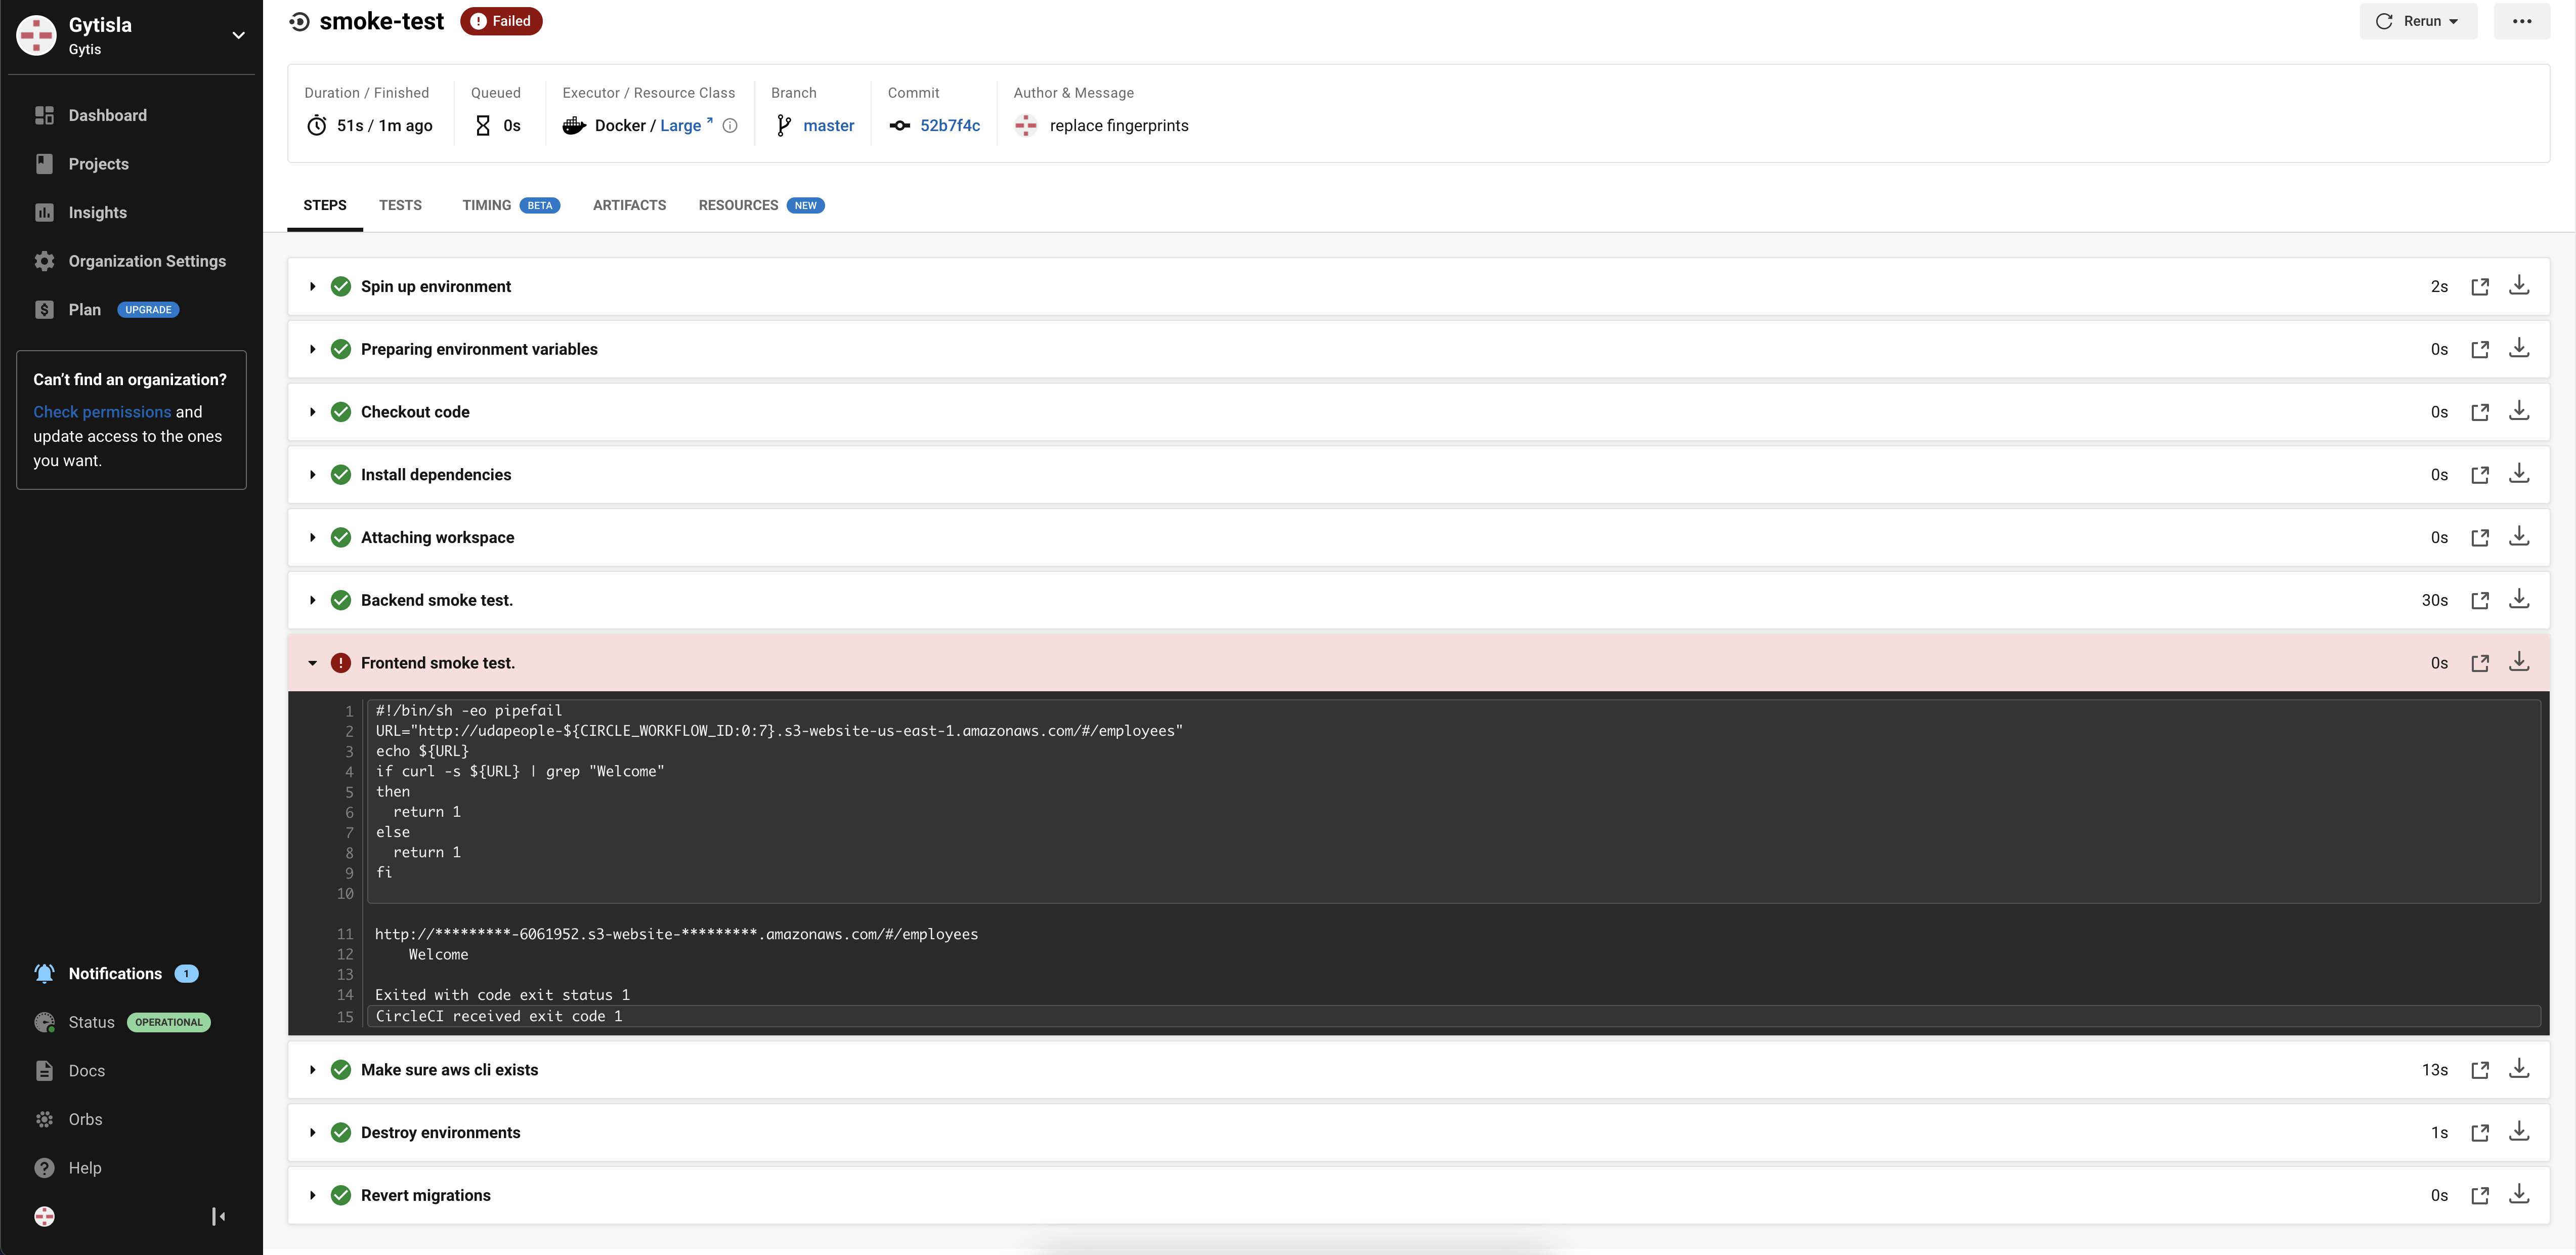 Gytisla
Gytis
Dashboard
Projects
Insights
Organization Settings
Plan UPGRADE
Can't find an organization?
Check permissions and
update access to the ones
you want.
Notifications 1
Status OPERATIONAL
Docs
Orbs
Help
smoke-test Failed
Rerun
Duration / Finished
51s / 1m ago
Queued
0s
Executor / Resource Class
Docker / Large
Branch
master
Commit
52b7f4c
Author & Message
replace fingerprints
STEPS TESTS TIMING BETA ARTIFACTS RESOURCES NEW
Spin up environment 2s
Preparing environment variables 0s
Checkout code 0s
Install dependencies 0s
Attaching workspace 0s
Backend smoke test. 30s
Frontend smoke test. 0s
1 #!/bin/sh -eo pipefail
2 URL="http://udapeople-${CIRCLE_WORKFLOW_ID:0:7}.s3-website-us-east-1.amazonaws.com/#/employees"
3 echo ${URL}
4 if curl -s ${URL} | grep "Welcome"
5 then
6 return 1
7 else
8 return 1
9 fi
10
11 http://*********-6061952.s3-website-*********.amazonaws.com/#/employees
12 Welcome
13
14 Exited with code exit status 1
15 CircleCI received exit code 1
Make sure aws cli exists 13s
Destroy environments 1s
Revert migrations 0s